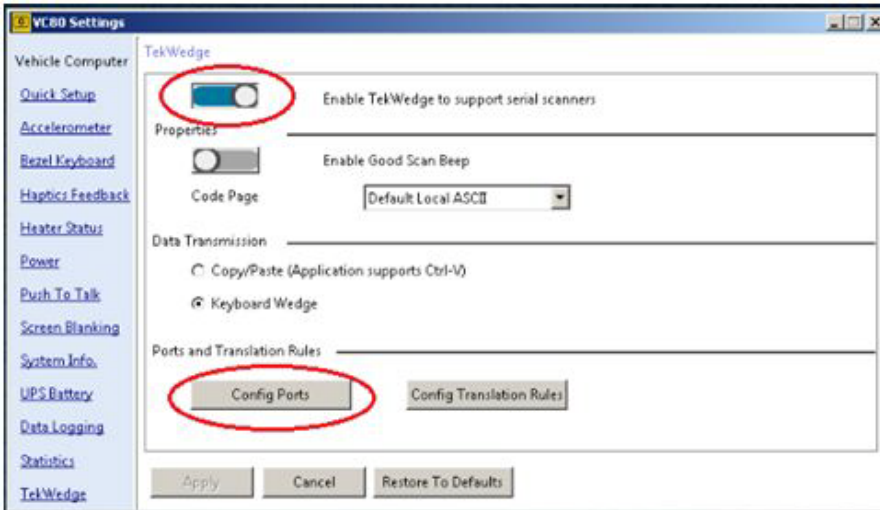 VC80 Settings
Vehicle Computer
Quick Setup
Accelerometer
Bezel Keyboard
Haptics Feedback
Heater Status
Power
Push To Talk
Screen Blanking
System Info.
UPS Battery
Data Logging
Statistics
TekWedge
TekWedge
Enable TekWedge to support serial scanners
Properties
Enable Good Scan Beep
Code Page Default Local ASCII
Data Transmission
Copy/Paste (Application supports Ctrl-V)
Keyboard Wedge
Ports and Translation Rules
Config Ports Config Translation Rules
Apply Cancel Restore To Defaults